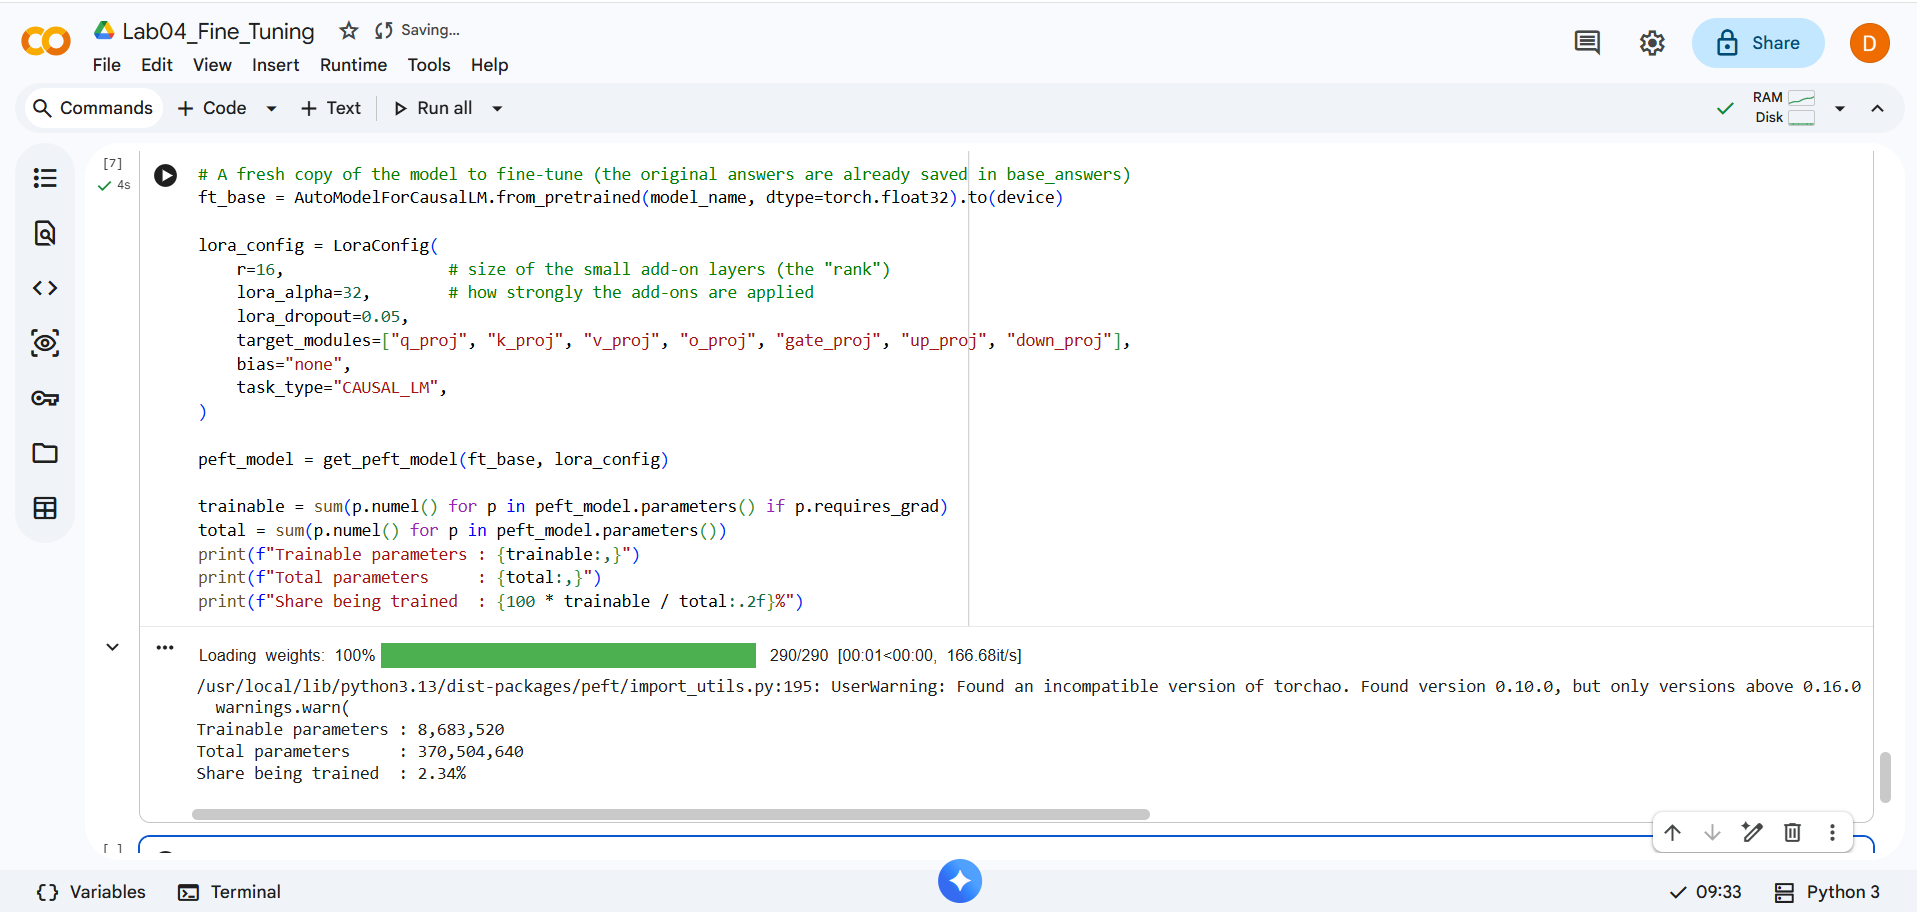 Lab04_Fine_Tuning Saving...
File Edit View Insert Runtime Tools Help
Share
D
Commands + Code + Text Run all
RAM
Disk
[7]
4s
# A fresh copy of the model to fine-tune (the original answers are already saved in base_answers)
ft_base = AutoModelForCausalLM.from_pretrained(model_name, dtype=torch.float32).to(device)
lora_config = LoraConfig(
    r=16,                 # size of the small add-on layers (the "rank")
    lora_alpha=32,        # how strongly the add-ons are applied
    lora_dropout=0.05,
    target_modules=["q_proj", "k_proj", "v_proj", "o_proj", "gate_proj", "up_proj", "down_proj"],
    bias="none",
    task_type="CAUSAL_LM",
)
peft_model = get_peft_model(ft_base, lora_config)
trainable = sum(p.numel() for p in peft_model.parameters() if p.requires_grad)
total = sum(p.numel() for p in peft_model.parameters())
print(f"Trainable parameters : {trainable:,}")
print(f"Total parameters     : {total:,}")
print(f"Share being trained  : {100 * trainable / total:.2f}%")
Loading weights: 100% 290/290 [00:01<00:00, 166.68it/s]
/usr/local/lib/python3.13/dist-packages/peft/import_utils.py:195: UserWarning: Found an incompatible version of torchao. Found version 0.10.0, but only versions above 0.16.0
  warnings.warn(
Trainable parameters : 8,683,520
Total parameters     : 370,504,640
Share being trained  : 2.34%
[ ]
Variables Terminal
09:33 Python 3